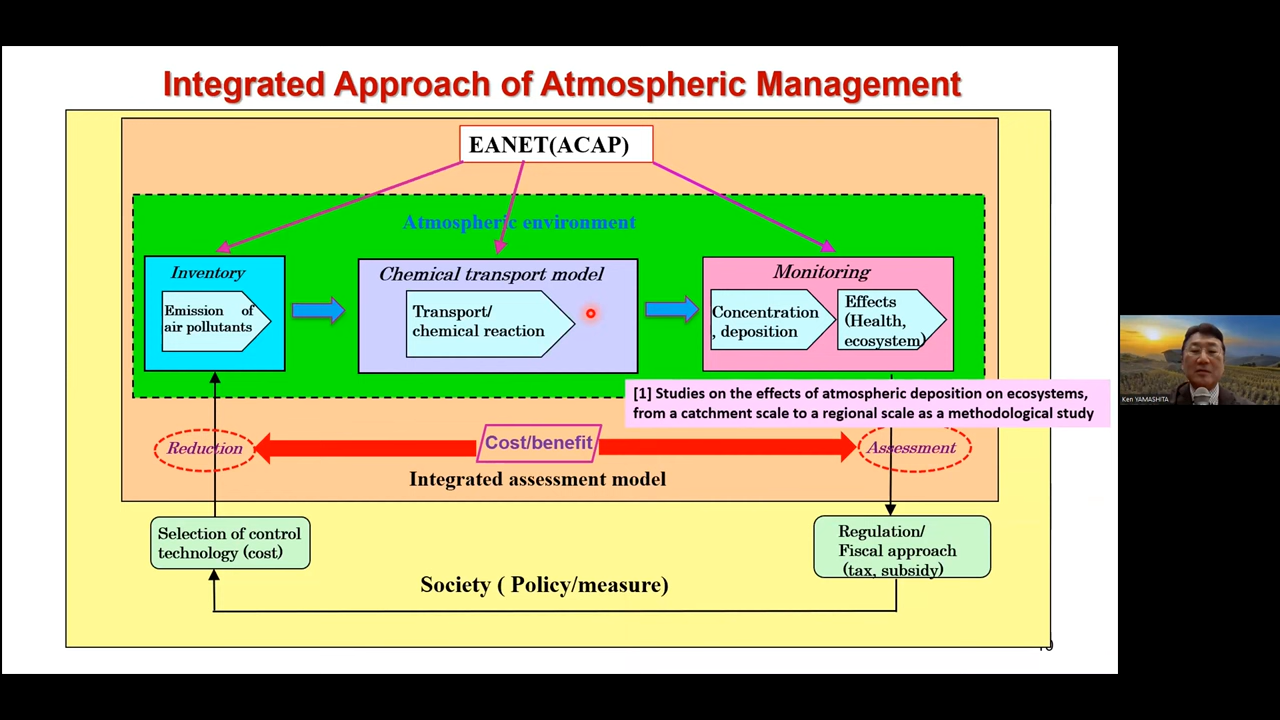 Integrated Approach of Atmospheric Management
EANET(ACAP)
Atmospheric environment
Inventory
Emission of
air pollutants
Chemical transport model
Transport/
chemical reaction
Monitoring
Concentration
, deposition
Effects
(Health,
ecosystem)
[1] Studies on the effects of atmospheric deposition on ecosystems,
from a catchment scale to a regional scale as a methodological study
Reduction
Cost/benefit
Assessment
Integrated assessment model
Selection of control
technology (cost)
Regulation/
Fiscal approach
(tax, subsidy)
Society ( Policy/measure)
Ken YAMASHITA